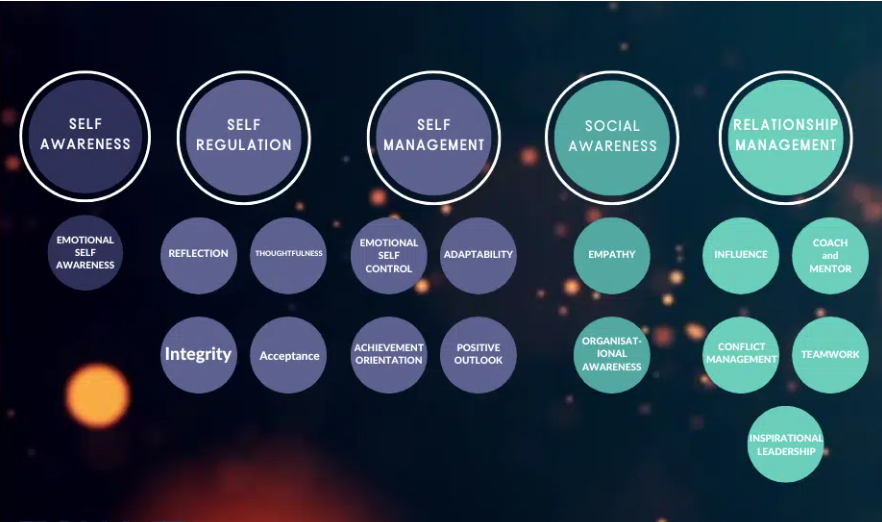 SELF
AWARENESS
SELF
REGULATION
SELF
MANAGEMENT
SOCIAL
AWARENESS
RELATIONSHIP
MANAGEMENT
EMOTIONAL
SELF
AWARENESS
REFLECTION
THOUGHTFULNESS
EMOTIONAL
SELF
CONTROL
ADAPTABILITY
EMPATHY
INFLUENCE
COACH
and
MENTOR
Integrity
Acceptance
ACHIEVEMENT
ORIENTATION
POSITIVE
OUTLOOK
ORGANISAT-
IONAL
AWARENESS
CONFLICT
MANAGEMENT
TEAMWORK
INSPIRATIONAL
LEADERSHIP